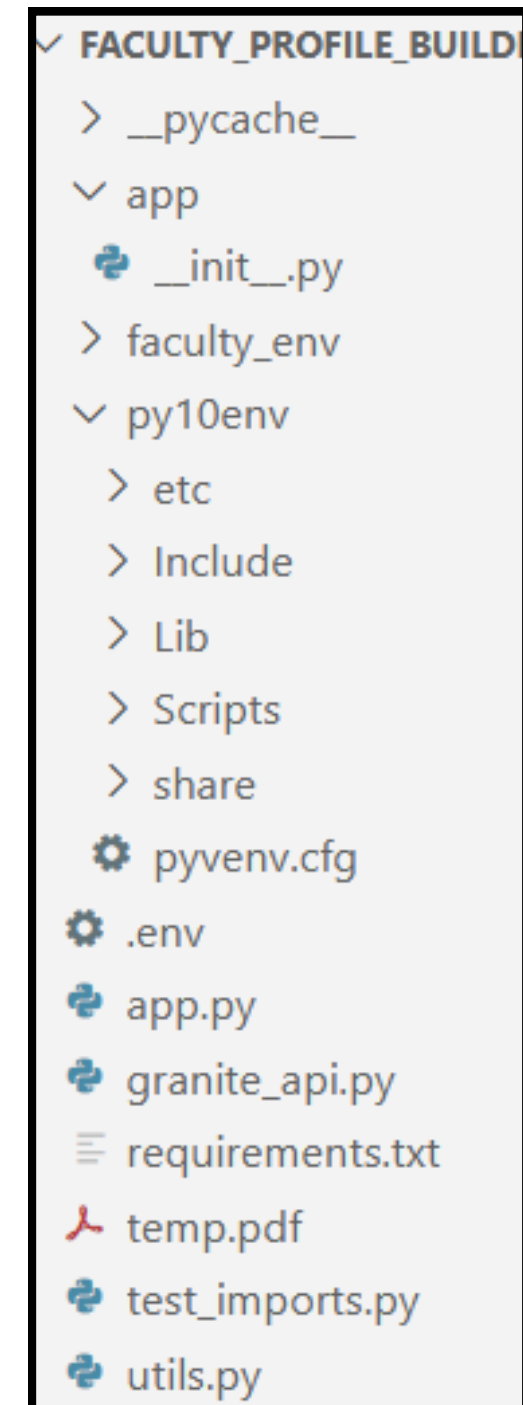 FACULTY_PROFILE_BUILD
__pycache__
app
__init__.py
faculty_env
py10env
etc
Include
Lib
Scripts
share
pyvenv.cfg
.env
app.py
granite_api.py
requirements.txt
temp.pdf
test_imports.py
utils.py